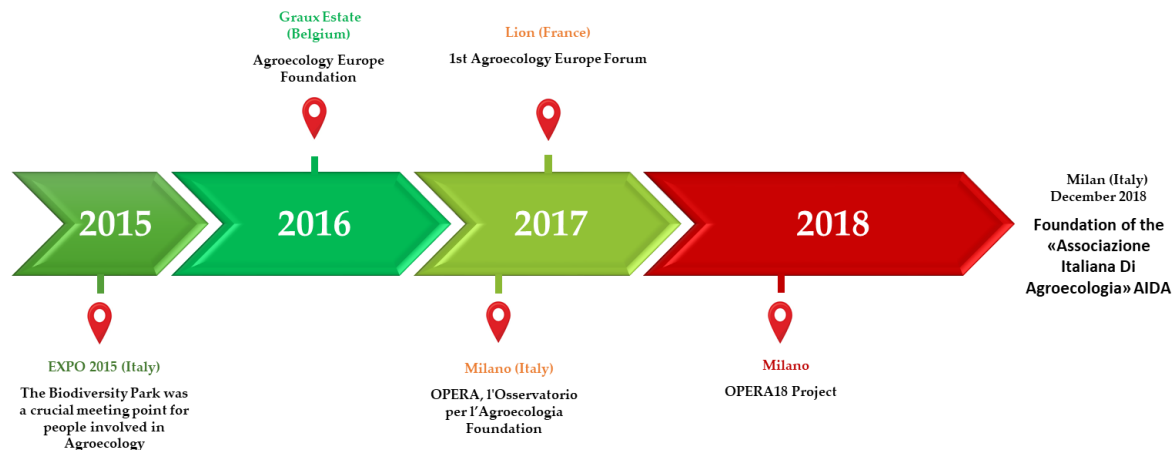 Graux Estate
(Belgium)
Agroecology Europe
Foundation
Lion (France)
1st Agroecology Europe Forum
2015
2016
2017
2018
Milan (Italy)
December 2018
Foundation of the
«Associazione
Italiana Di
Agroecologia» AIDA
EXPO 2015 (Italy)
The Biodiversity Park was
a crucial meeting point for
people involved in
Agroecology
Milano (Italy)
OPERA, l'Osservatorio
per l’Agroecologia
Foundation
Milano
OPERA18 Project